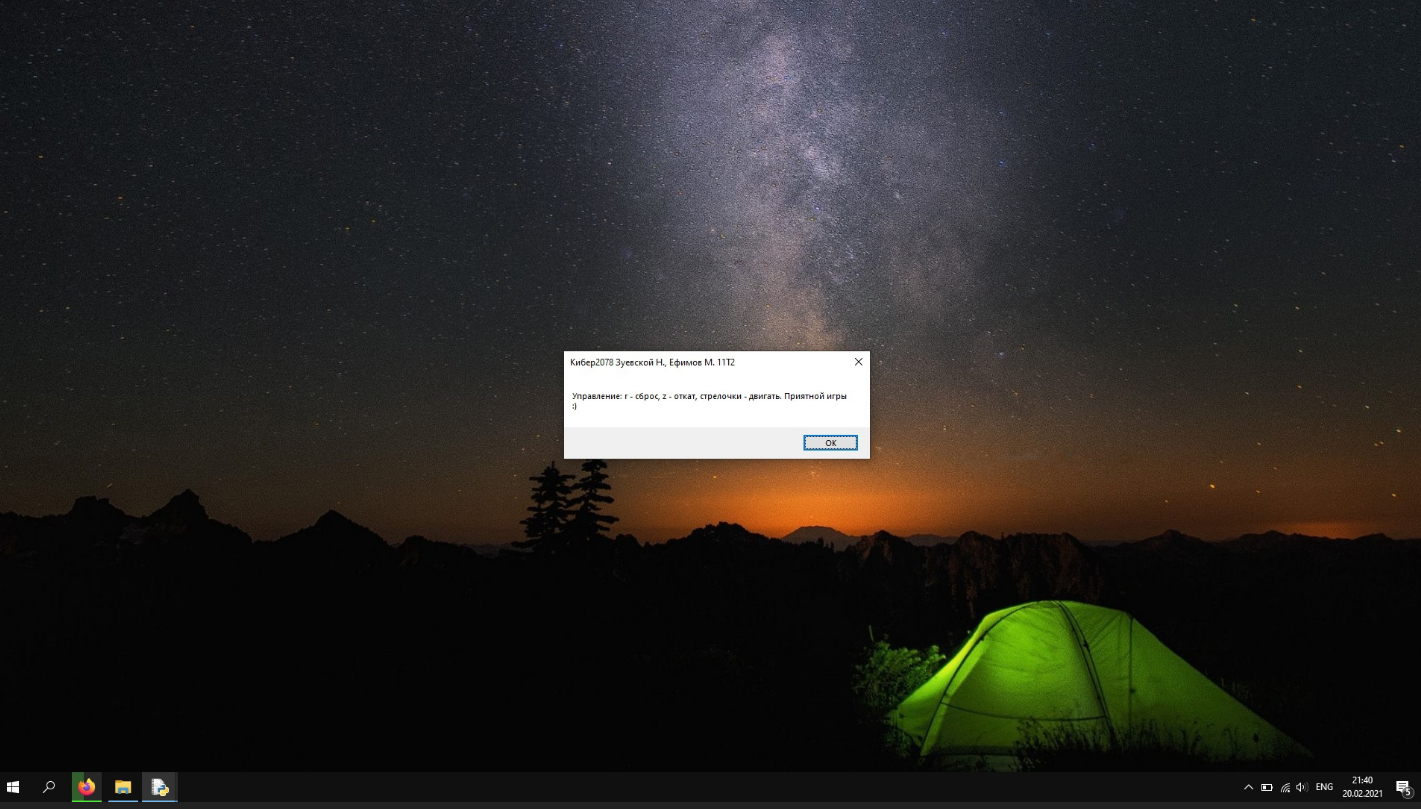 Кибер2078 Зуевской Н., Ефимов М. 11Т2
Управление: r - сброс, z - откат, стрелочки - двигать. Приятной игры
:)
OK
ENG
21:40
20.02.2021
5